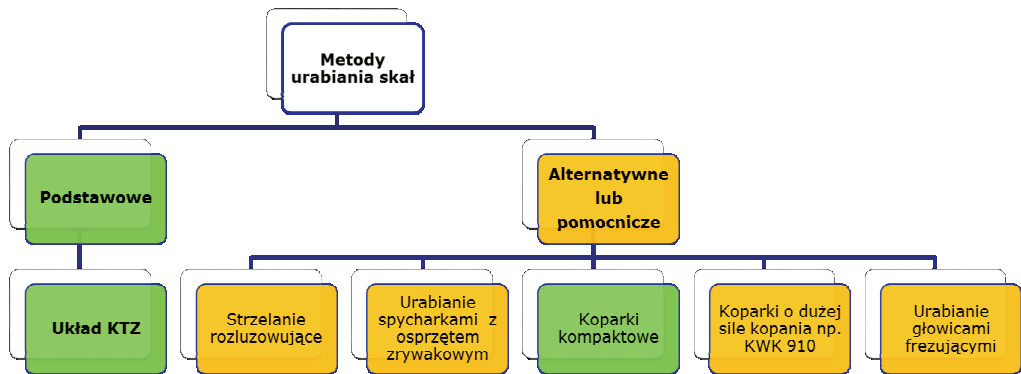 Metody
urabiania skał
Podstawowe
Alternatywne
lub
pomocnicze
Układ KTZ
Strzelanie
rozluzowujące
Urabianie
spycharkami z
osprzętem
zrywakowym
Koparki
kompaktowe
Koparki o dużej
sile kopania np.
KWK 910
Urabianie
głowicami
frezującymi